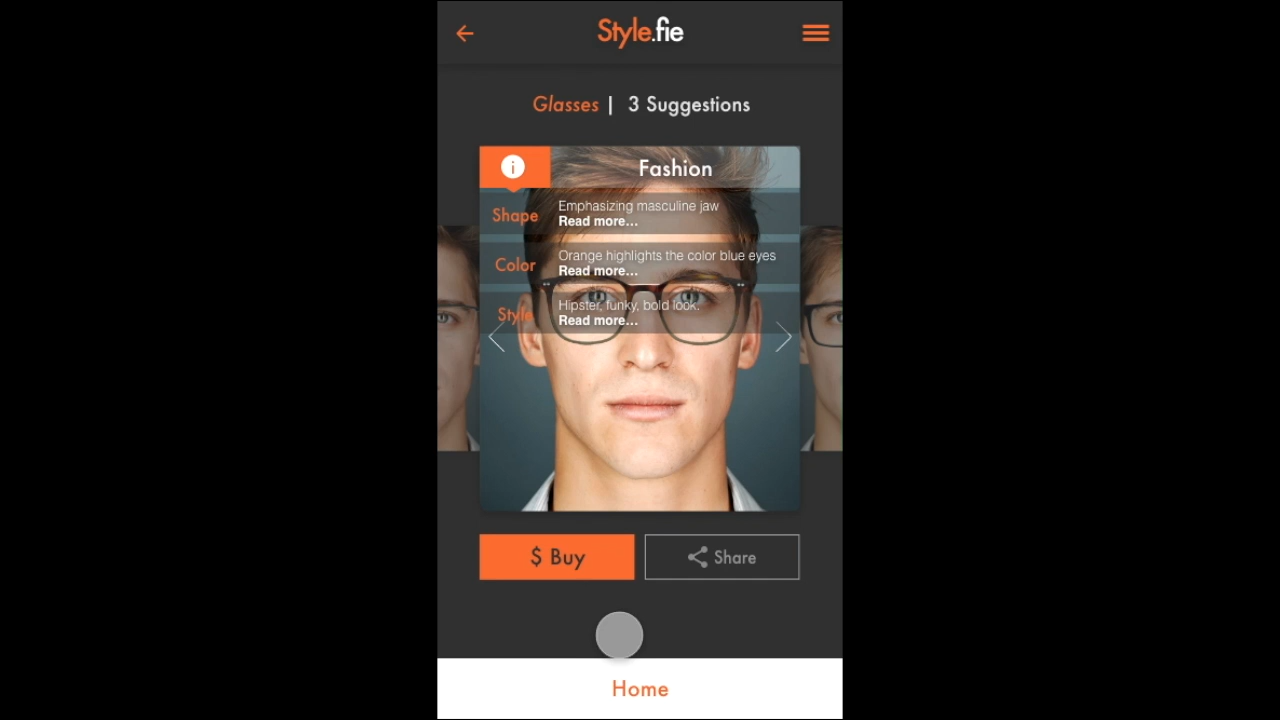 Style.fie
Glasses | 3 Suggestions
i
Fashion
Shape
Emphasizing masculine jaw
Read more...
Color
Orange highlights the color blue eyes
Read more...
Style
Hipster, funky, bold look.
Read more...
$ Buy
Share
Home